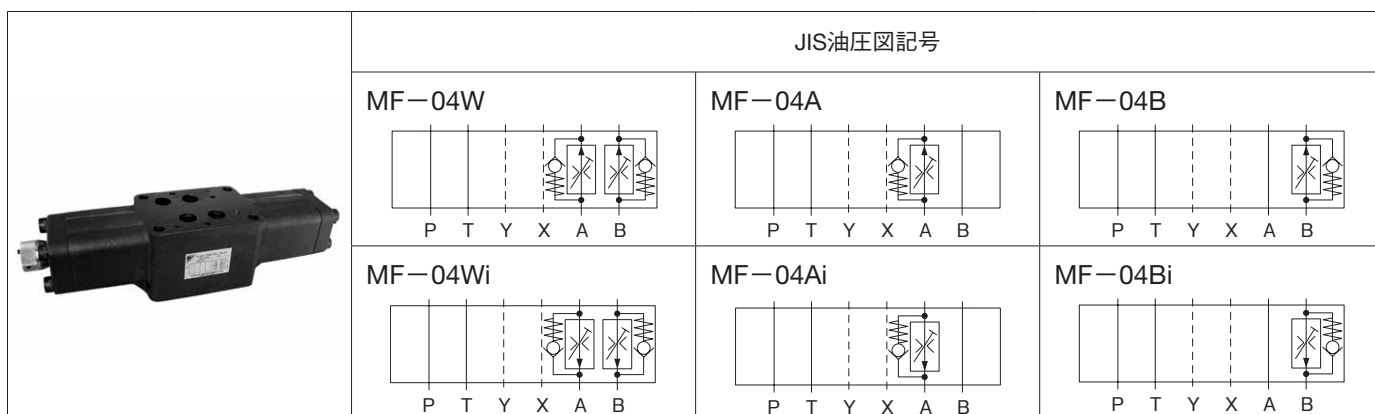 JIS油圧図記号
MF－04W
MF－04A
MF－04B
P T Y X A B
P T Y X A B
P T Y X A B
MF－04Wi
MF－04Ai
MF－04Bi
P T Y X A B
P T Y X A B
P T Y X A B